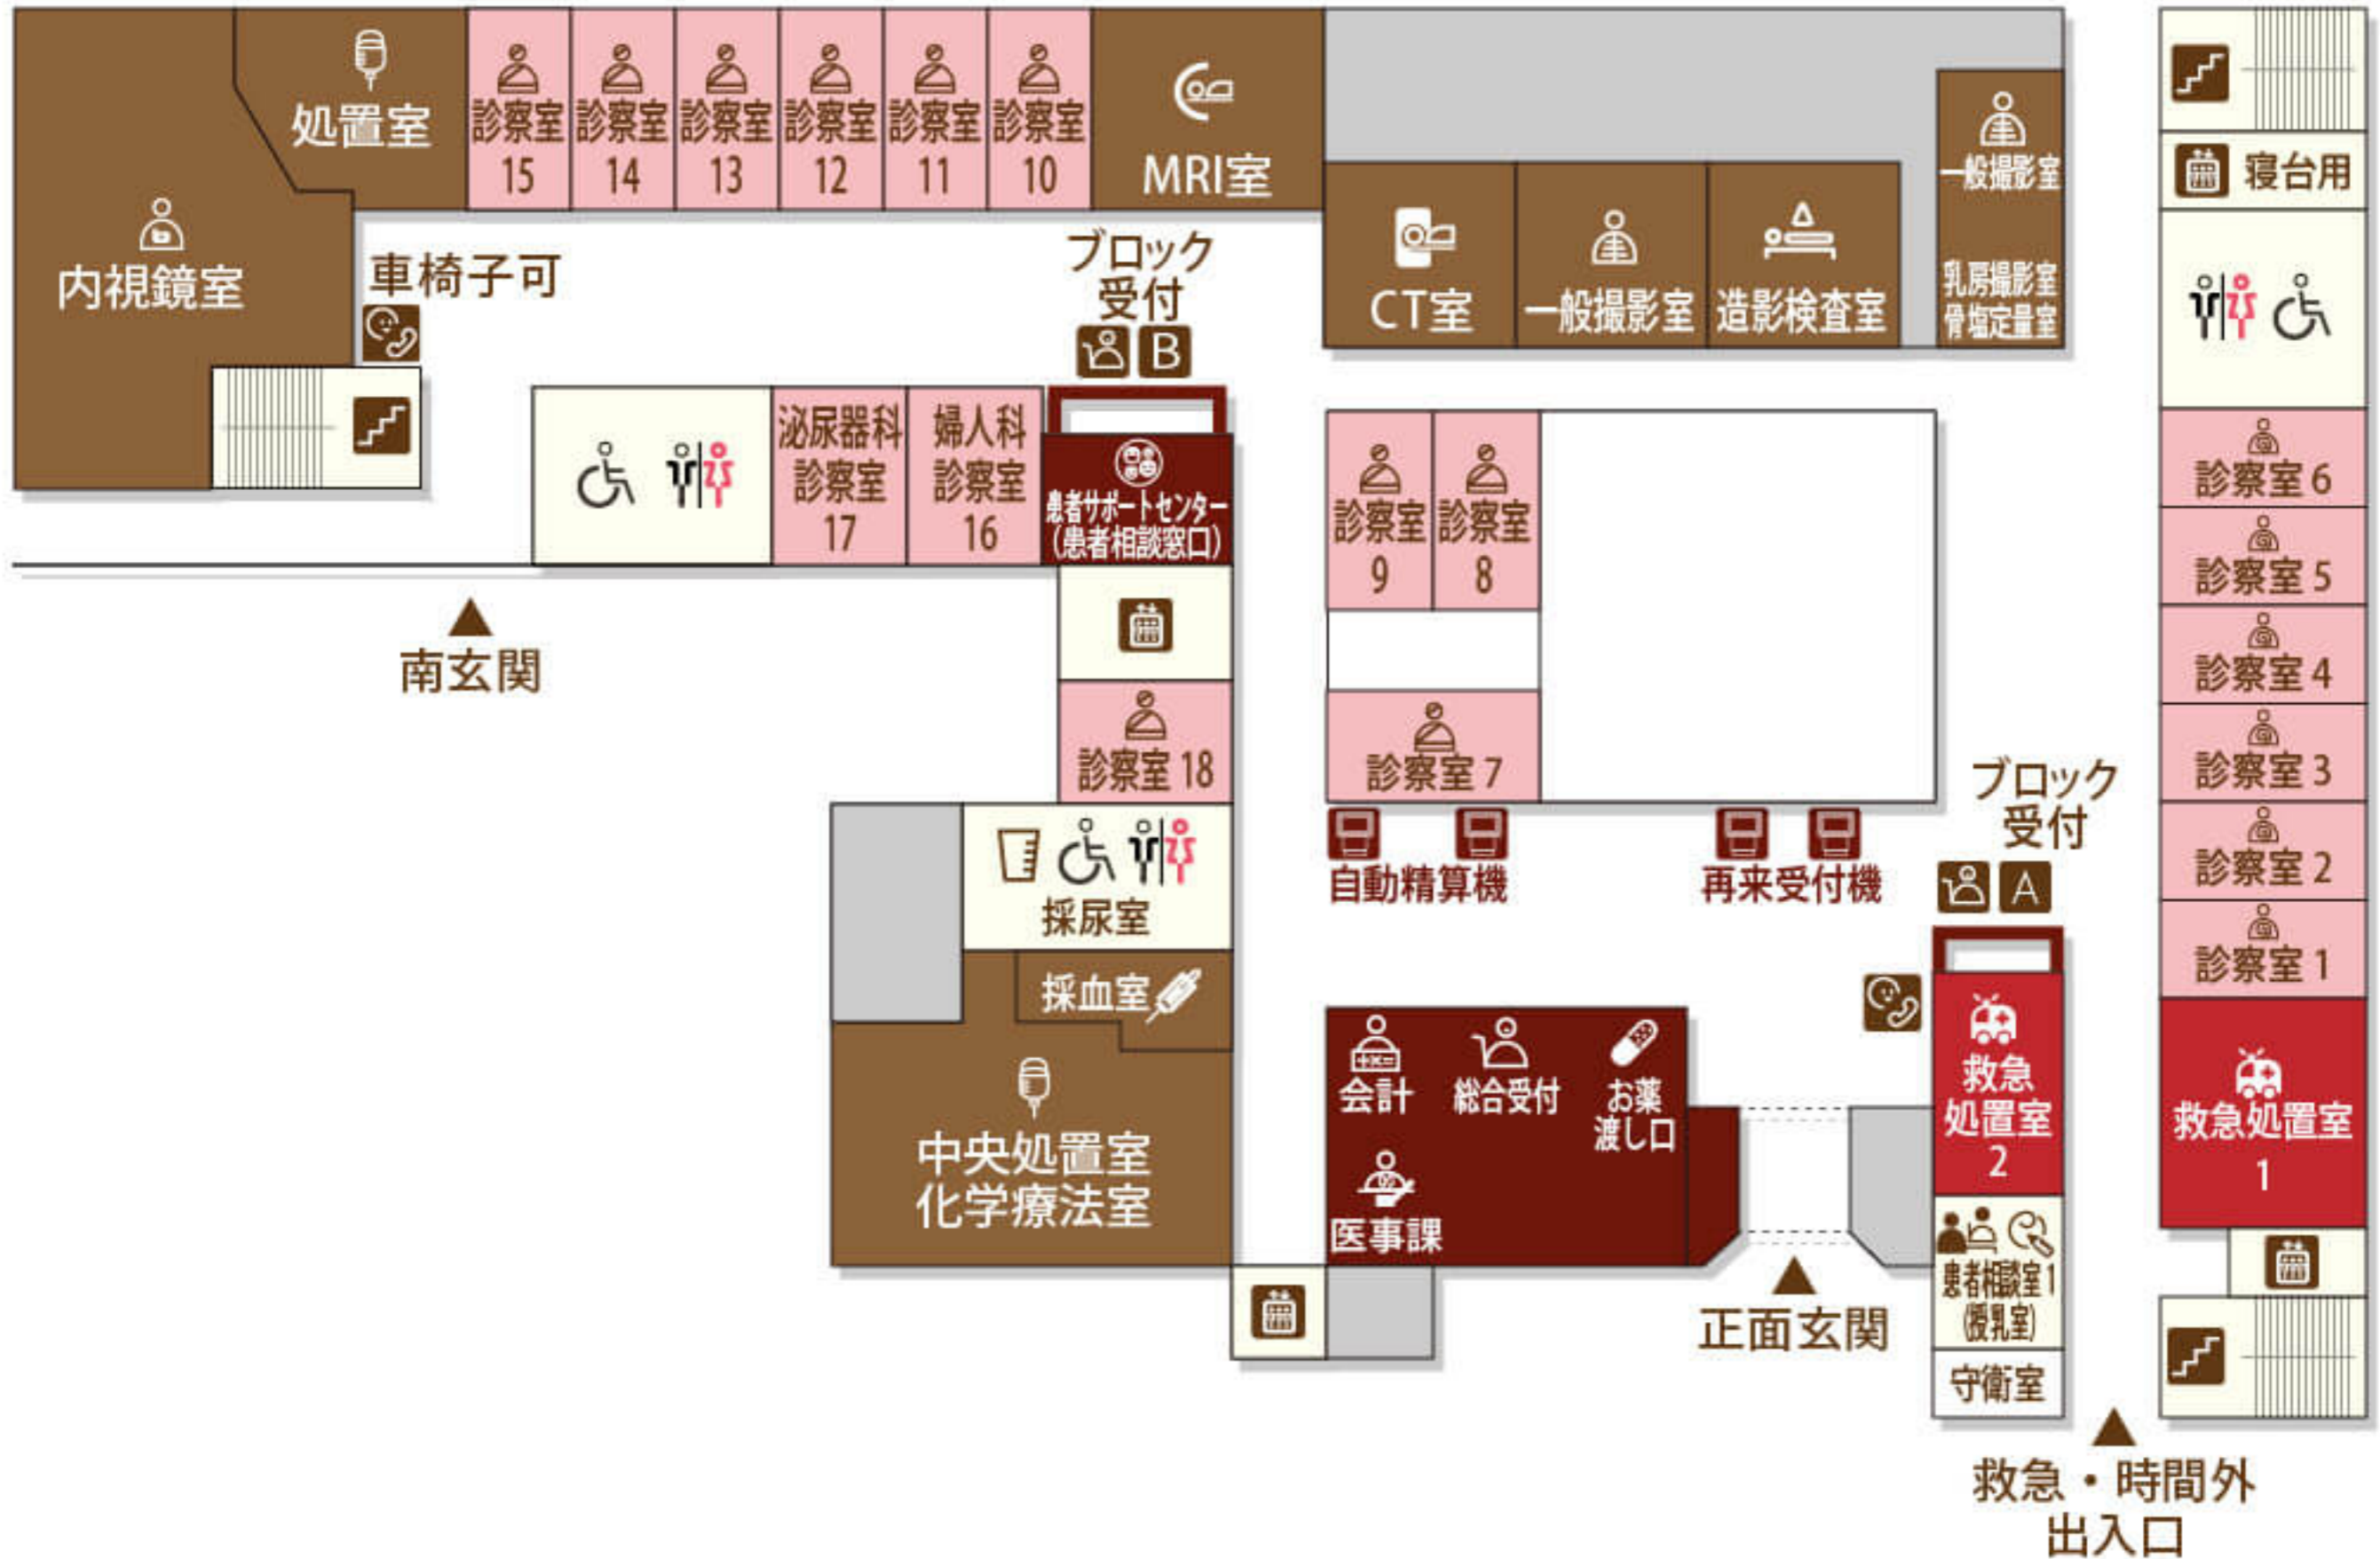 処置室
診察室
15
診察室
14
診察室
13
診察室
12
診察室
11
診察室
10
MRI室
一般撮影室
乳房撮影室
骨塩定量室
寝台用
内視鏡室
車椅子可
ブロック
受付
B
CT室
一般撮影室
造影検査室
泌尿器科
診察室
17
婦人科
診察室
16
患者サポートセンター
(患者相談窓口)
診察室
9
診察室
8
診察室 6
診察室 5
診察室 4
診察室 3
診察室 2
診察室 1
南玄関
診察室 18
診察室 7
自動精算機
再来受付機
ブロック
受付
A
採尿室
採血室
中央処置室
化学療法室
会計
総合受付
お薬
渡し口
医事課
救急
処置室
2
救急処置室
1
患者相談室 1
(授乳室)
守衛室
正面玄関
救急・時間外
出入口